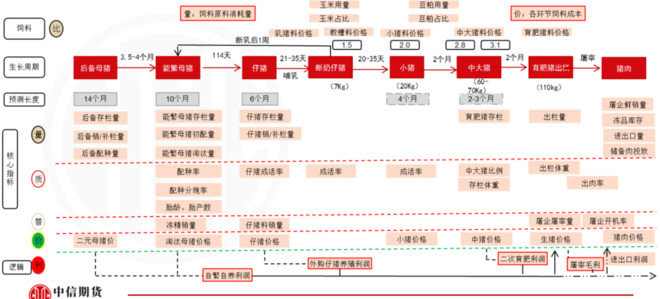 饲料
比
量：饲料原料消耗量
玉米用量
玉米占比
豆粕用量
豆粕占比
价：各环节饲料成本
乳猪料价格
教槽料价格
小猪料价格
中大猪料价格
育肥猪料价格
断乳后1周
1.5
2.0
2.8
3.1
生长周期
后备母猪
3.5-4个月
能繁母猪
114天
仔猪
21-35天
哺乳
断奶仔猪
(7Kg)
20-35天
小猪
(20Kg)
2个月
中大猪
(60-70Kg)
2个月
育肥猪出栏
(110kg)
屠宰
猪肉
预测长度
14个月
10个月
6个月
4个月
2-3个月
核心指标
量
后备存栏量
后备销/补栏量
后备配种量
能繁母猪存栏量
能繁母猪初配量
能繁母猪淘汰量
仔猪存栏量
仔猪销/补栏量
育肥猪存栏
出栏量
屠企鲜销量
冻品库存
进出口量
储备肉投放
质
配种率
配种分娩率
胎龄、胎产数
仔猪成活率
成活率
成活率
中大猪比例
存栏体重
出栏体重
出肉率
替
冻精销量
仔猪料销量
屠企屠宰量
屠企开机率
价
二元母猪价
淘汰母猪价格
仔猪价格
小猪价格
中猪价格
生猪价格
猪肉价格
逻辑
利
自繁自养利润
外购仔猪养殖利润
二次育肥利润
屠宰毛利
进出口利润
中信期货